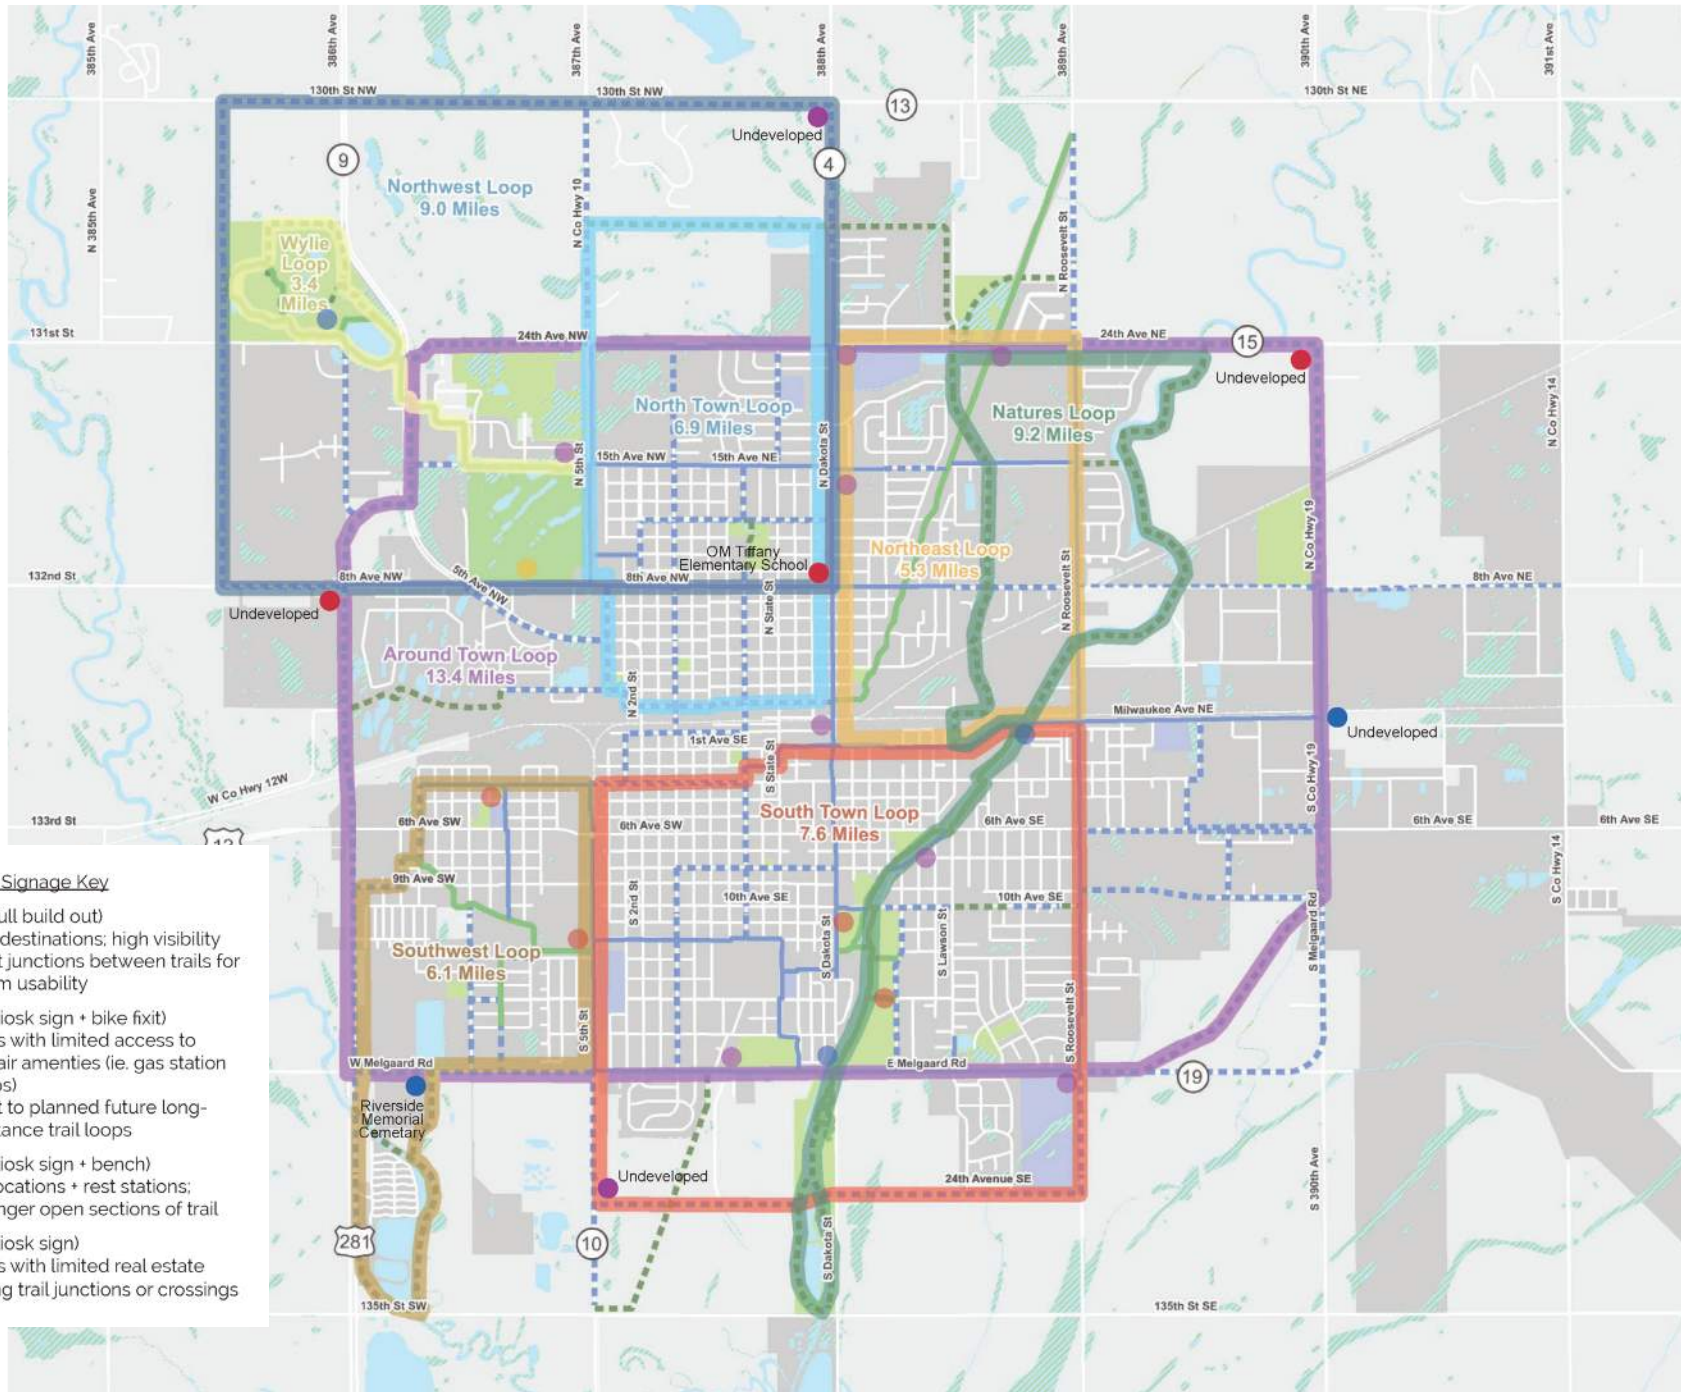 385th Ave
386th Ave
387th Ave
388th Ave
389th Ave
390th Ave
391st Ave
130th St NW
130th St NW
13
130th St NE
Undeveloped
9
4
Northwest Loop
9.0 Miles
N 385th Ave
N Co Hwy 10
N Roosevelt St
Wylie
Loop
3.4
Miles
131st St
24th Ave NW
24th Ave NE
15
Undeveloped
N Co Hwy 14
North Town Loop
6.9 Miles
Natures Loop
9.2 Miles
N 5th St
15th Ave NW
15th Ave NE
N Dakota St
N Co Hwy 19
OM Tiffany
Elementary School
Northeast Loop
5.3 Miles
132nd St
8th Ave NW
5th Ave NW
8th Ave NW
8th Ave NE
N State St
N Roosevelt St
Undeveloped
Around Town Loop
13.4 Miles
N 2nd St
Milwaukee Ave NE
Undeveloped
1st Ave SE
S State St
S Co Hwy 19
W Co Hwy 12W
South Town Loop
7.6 Miles
133rd St
6th Ave SW
6th Ave SW
6th Ave SE
6th Ave SE
6th Ave SE
12
S Co Hwy 14
9th Ave SW
10th Ave SE
10th Ave SE
S 2nd St
S Dakota St
S Lawson St
S Melgaard Rd
Southwest Loop
6.1 Miles
S 5th St
S Roosevelt St
W Melgaard Rd
E Melgaard Rd
19
Riverside
Memorial
Cemetary
Undeveloped
24th Avenue SE
S 390th Ave
281
10
S Dakota St
135th St SW
135th St SE
Signage Key
ull build out)
destinations; high visibility
t junctions between trails for
m usability
iosk sign + bike fixit)
s with limited access to
air amenties (ie. gas station
os)
t to planned future long-
tance trail loops
iosk sign + bench)
ocations + rest stations;
nger open sections of trail
iosk sign)
s with limited real estate
ng trail junctions or crossings